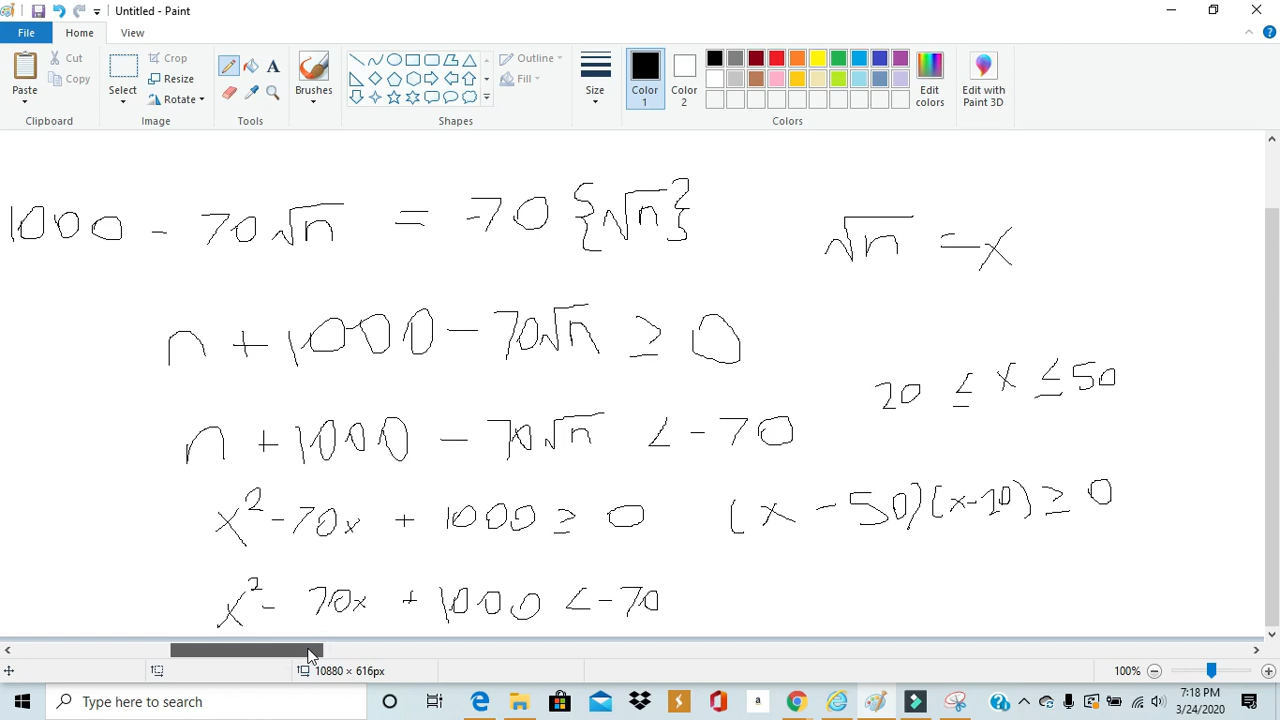 Untitled - Paint
File Home View
Paste Cut Copy
Select Crop Resize Rotate
Brushes
Outline Fill
Size
Color 1
Color 2
Edit colors
Edit with Paint 3D
Clipboard Image Tools Shapes Colors
1000 - 70√n = -70 {√n}
√n = x
n + 1000 - 70√n ≥ 0
20 ≤ x ≤ 50
n + 1000 - 70√n < -70
x² - 70x + 1000 ≥ 0 (x - 50)(x - 20) ≥ 0
x² - 70x + 1000 < -70
10880 × 616px
100%
Type here to search
7:18 PM
3/24/2020